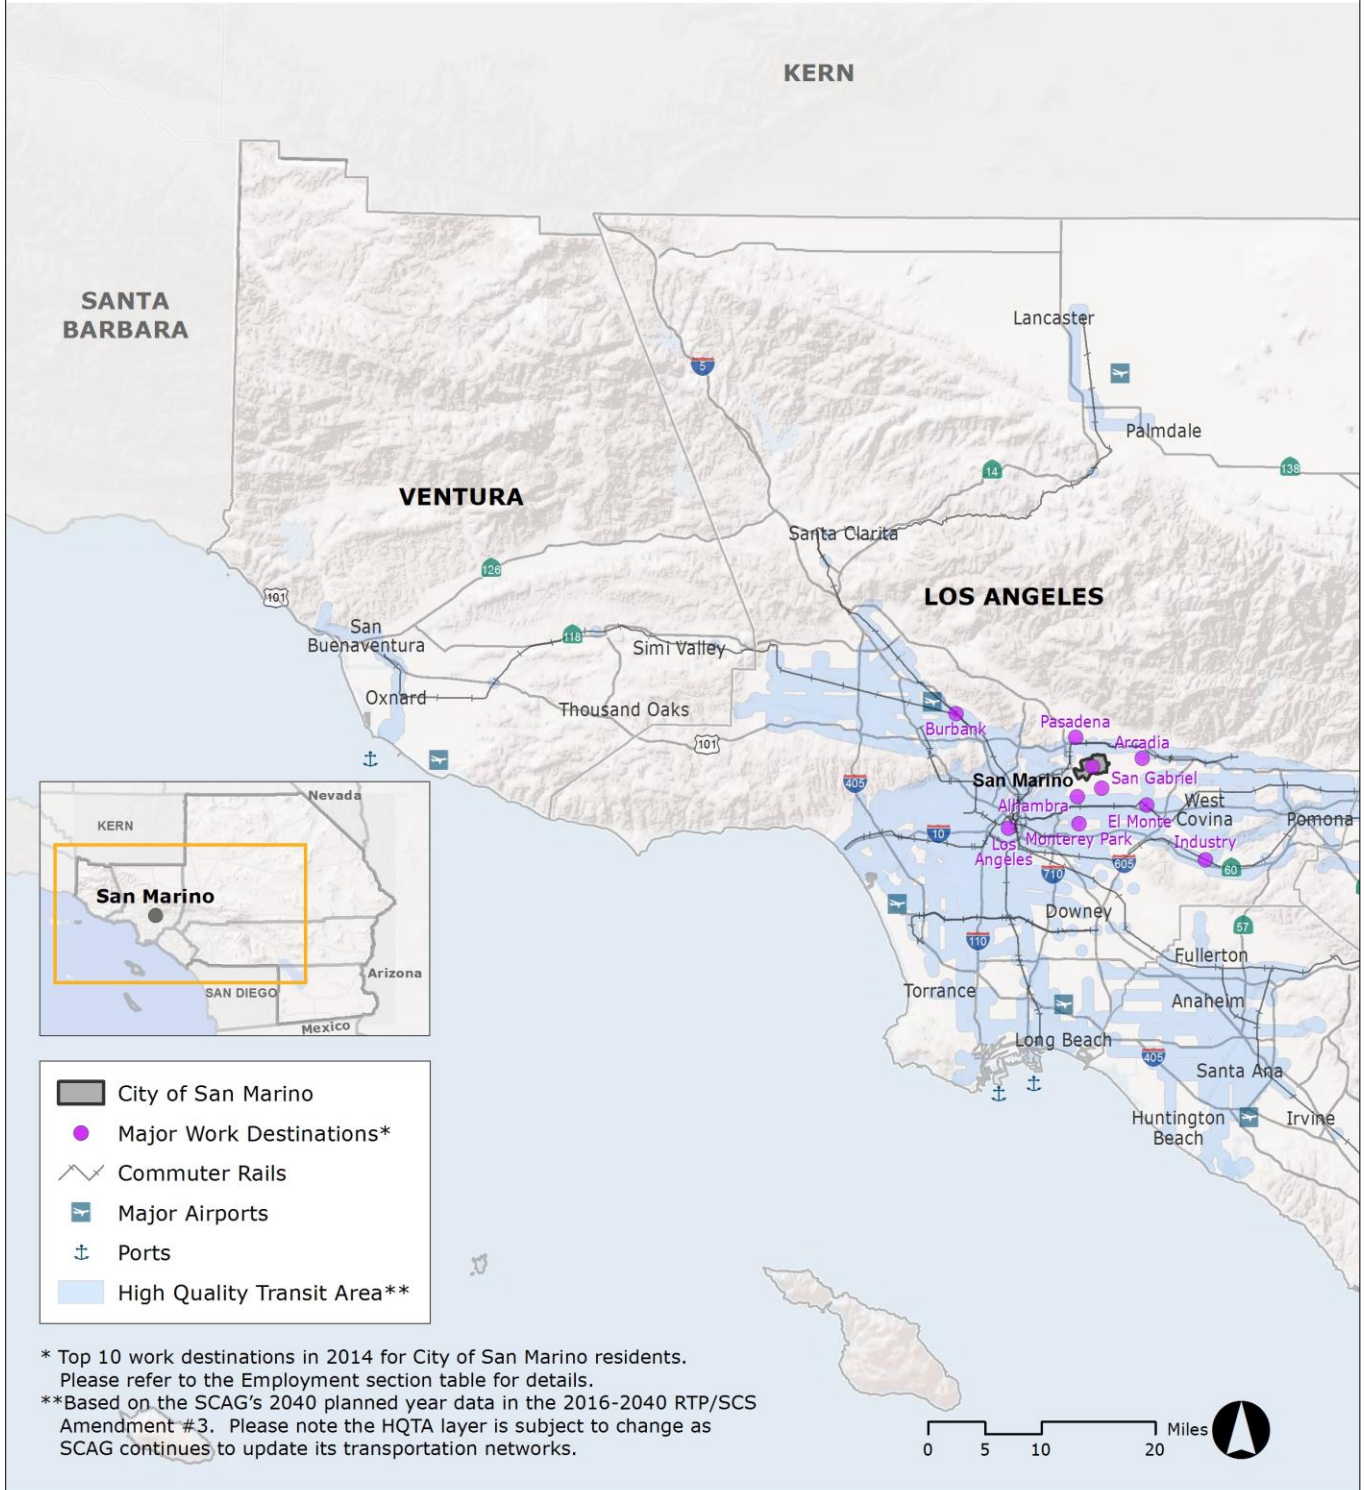 KERN
SANTA
BARBARA
Lancaster
5
Palmdale
14
138
VENTURA
Santa Clarita
126
101
LOS ANGELES
San
Buenaventura
118
Simi Valley
Oxnard
Thousand Oaks
101
Burbank
Pasadena
Arcadia
San Marino
San Gabriel
405
Alhambra
West
Covina
El Monte
Pomona
10
Monterey Park
Industry
Los
Angeles
605
60
710
Downey
57
110
Fullerton
Torrance
Anaheim
Long Beach
405
Santa Ana
Huntington
Beach
Irvine
Nevada
KERN
San Marino
Arizona
SAN DIEGO
Mexico
City of San Marino
Major Work Destinations*
Commuter Rails
Major Airports
Ports
High Quality Transit Area**
* Top 10 work destinations in 2014 for City of San Marino residents.
Please refer to the Employment section table for details.
**Based on the SCAG’s 2040 planned year data in the 2016-2040 RTP/SCS
Amendment #3. Please note the HQTA layer is subject to change as
SCAG continues to update its transportation networks.
Miles
0 5 10 20